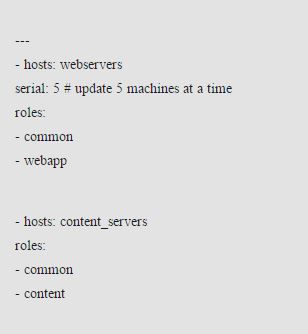 ---
- hosts: webservers
serial: 5 # update 5 machines at a time
roles:
- common
- webapp
- hosts: content_servers
roles:
- common
- content